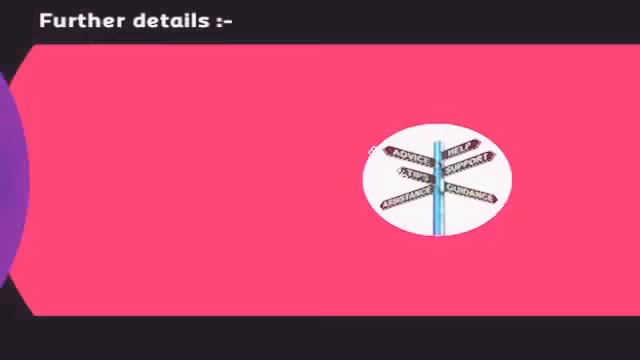 Further details :-
ADVICE
HELP
SUPPORT
TIPS
ASSISTANCE
GUIDANCE